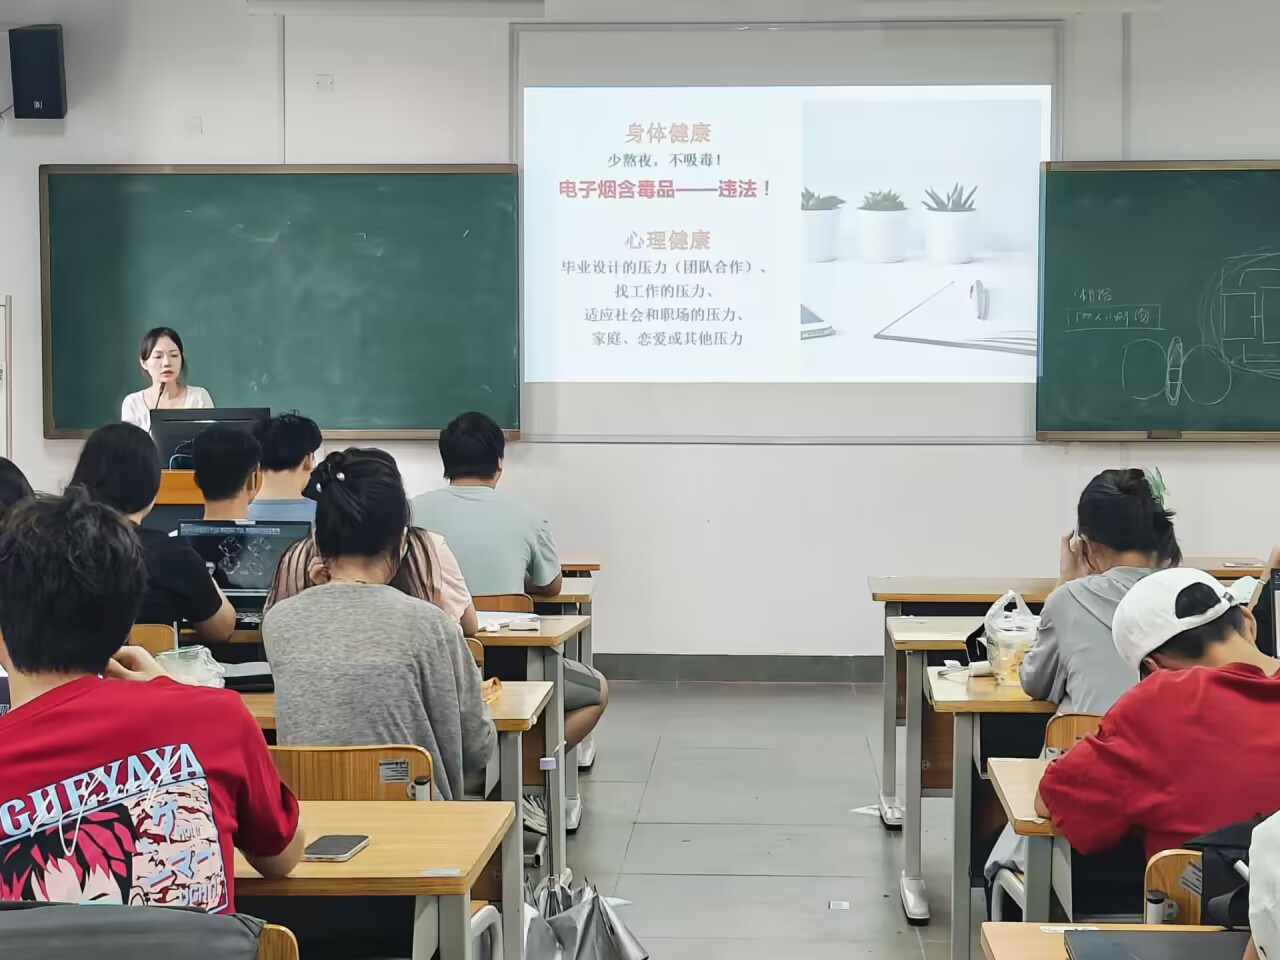 身体健康
少熬夜，不吸毒！
电子烟含毒品——违法！
心理健康
毕业设计的压力（团队合作）、
找工作的压力、
适应社会和职场的压力、
家庭、恋爱或其他压力
GUEYAYA